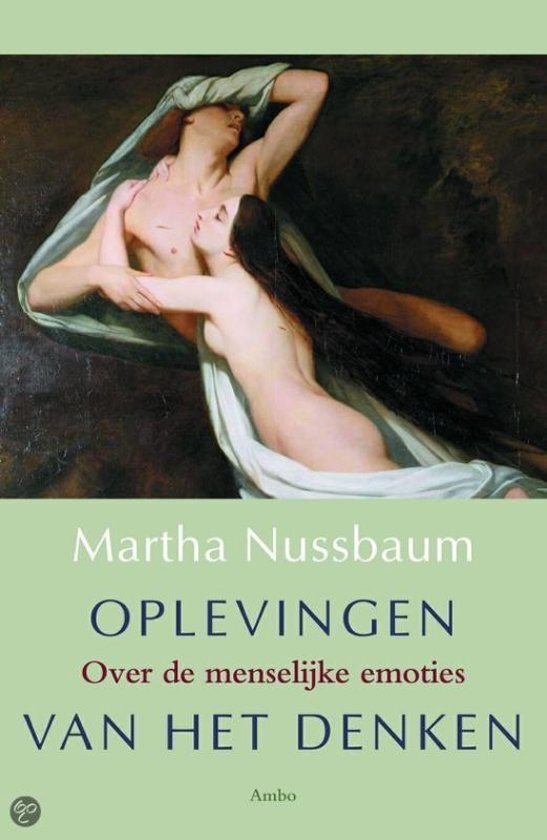 Martha Nussbaum
OPLEVINGEN
Over de menselijke emoties
VAN HET DENKEN
Ambo